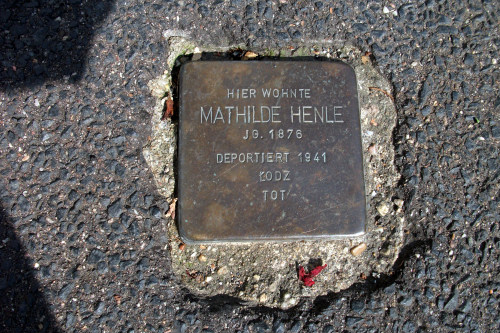 HIER WOHNTE
MATHILDE HENLE
JG. 1876
DEPORTIERT 1941
ŁODZ
TOT